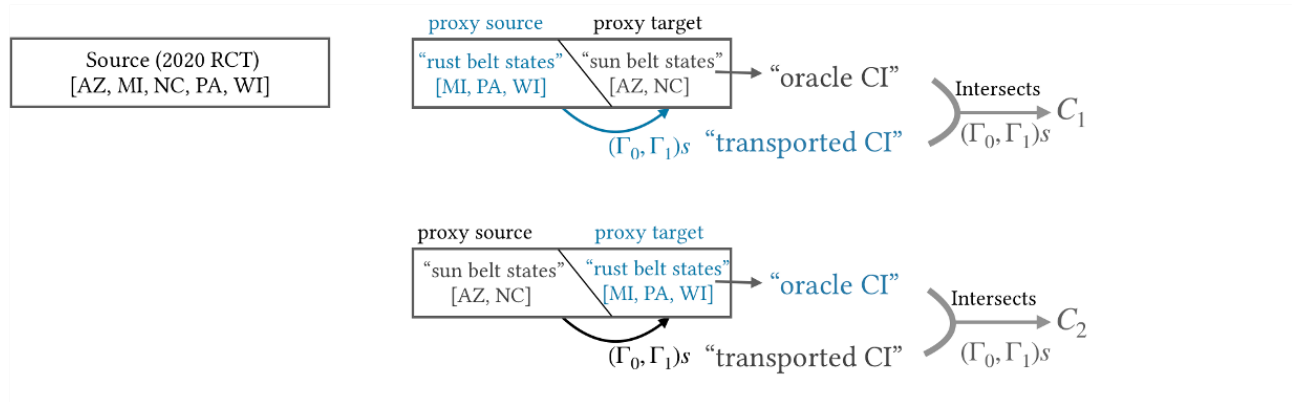 Source (2020 RCT)
[AZ, MI, NC, PA, WI]
proxy source proxy target
“rust belt states” “sun belt states”
[MI, PA, WI] [AZ, NC]
“oracle CI”
(Γ₀, Γ₁)s “transported CI”
Intersects
(Γ₀, Γ₁)s
C₁
proxy source proxy target
“sun belt states” “rust belt states”
[AZ, NC] [MI, PA, WI]
“oracle CI”
(Γ₀, Γ₁)s “transported CI”
Intersects
(Γ₀, Γ₁)s
C₂